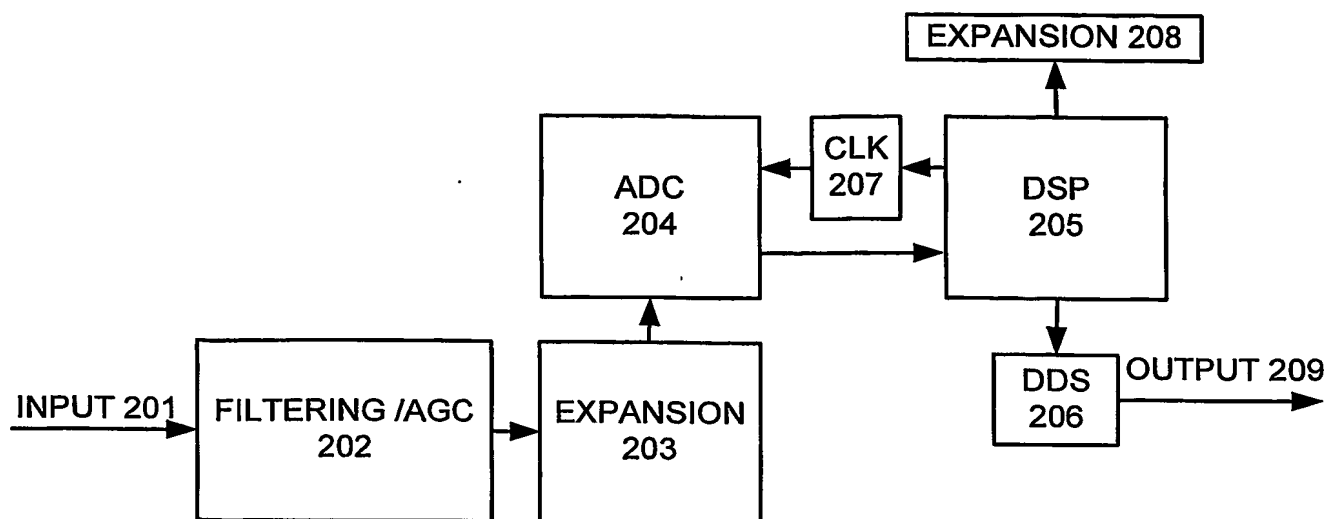 EXPANSION 208
ADC
204
CLK
207
DSP
205
INPUT 201
FILTERING /AGC
202
EXPANSION
203
DDS
206
OUTPUT 209